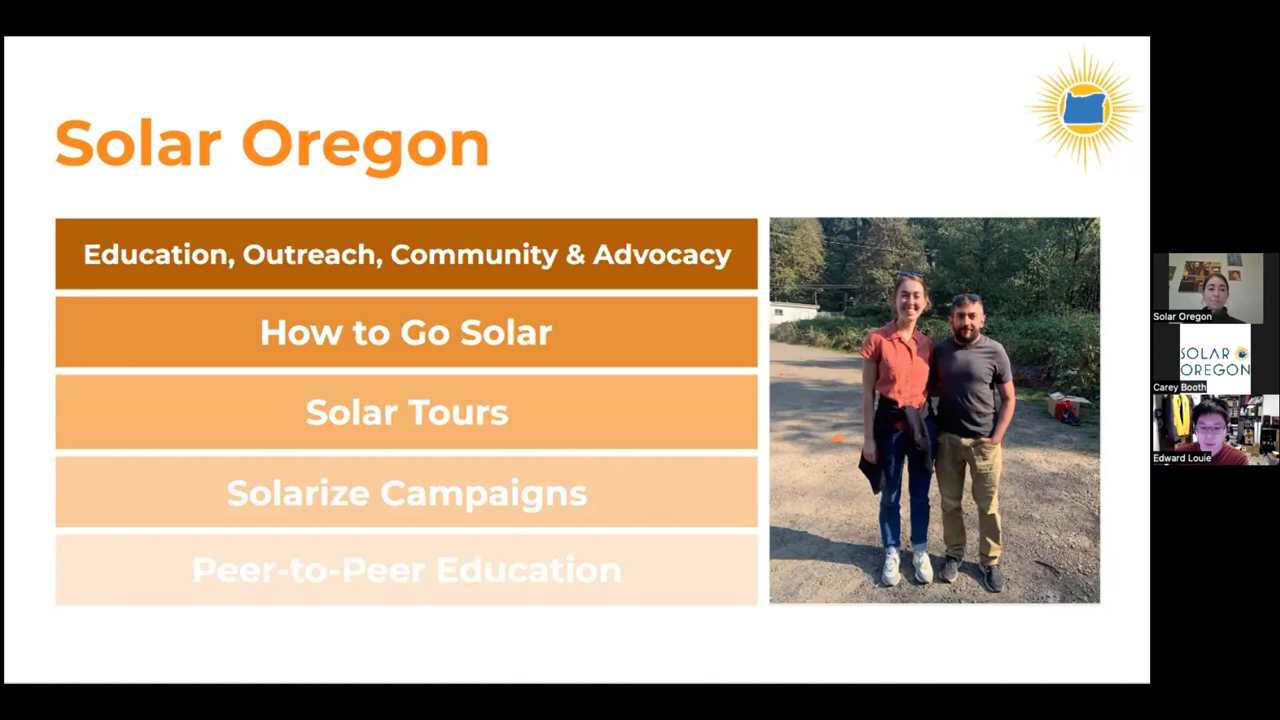 Solar Oregon
Education, Outreach, Community & Advocacy
How to Go Solar
Solar Tours
Solarize Campaigns
Peer-to-Peer Education
Solar Oregon
SOLAR
OREGON
Carey Booth
Edward Louie